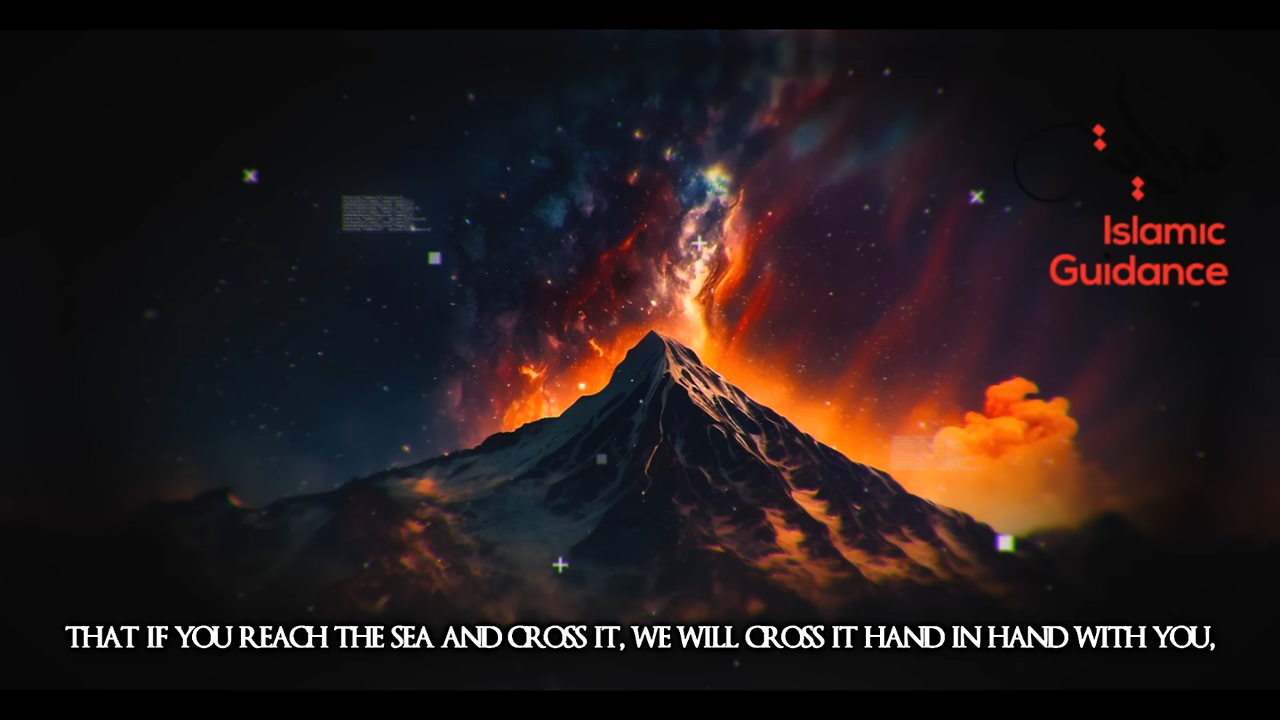 Islamic
Guidance
THAT IF YOU REACH THE SEA AND CROSS IT, WE WILL CROSS IT HAND IN HAND WITH YOU,